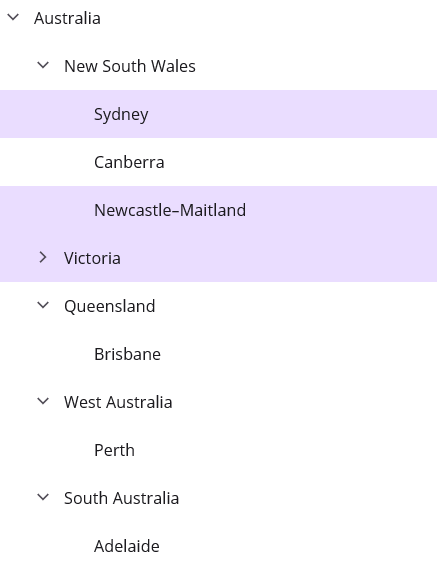 Australia
New South Wales
Sydney
Canberra
Newcastle–Maitland
Victoria
Queensland
Brisbane
West Australia
Perth
South Australia
Adelaide